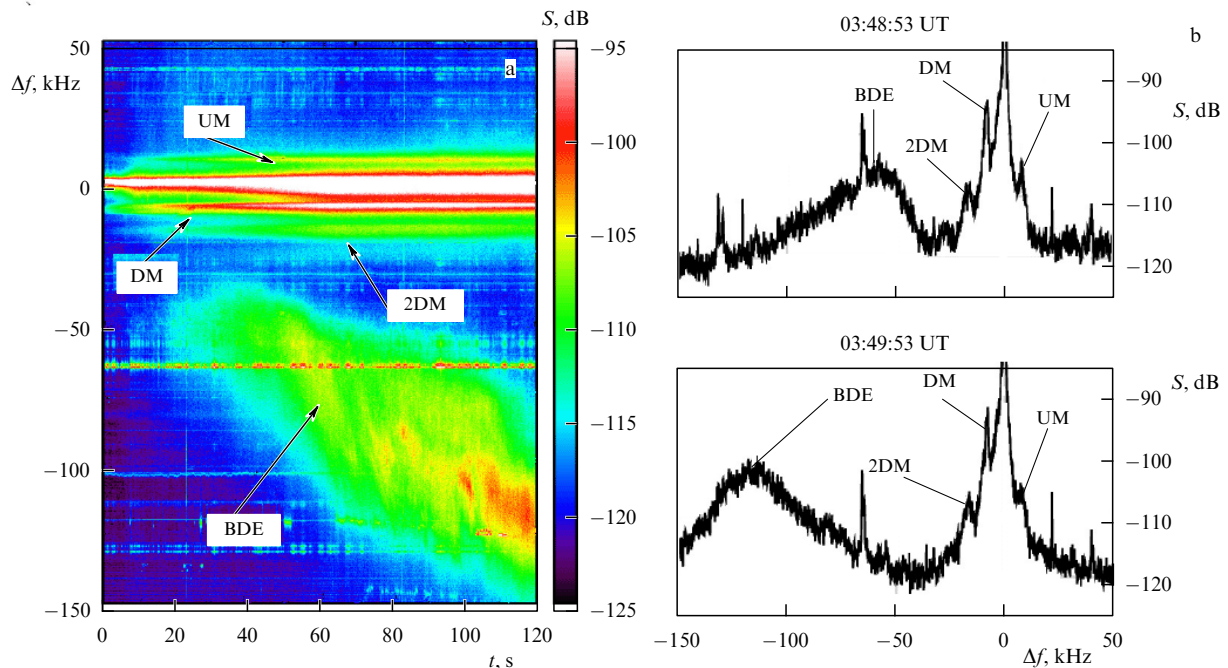 S, dB
50
Δf, kHz
0
−50
−100
−150
a
UM
DM
2DM
BDE
0 20 40 60 80 100 120
t, s
−95
−100
−105
−110
−115
−120
−125
03:48:53 UT
b
DM
BDE
UM
2DM
−90
S, dB
−100
−110
−120
03:49:53 UT
DM
BDE
UM
2DM
−90
S, dB
−100
−110
−120
−150 −100 −50 0 50
Δf, kHz